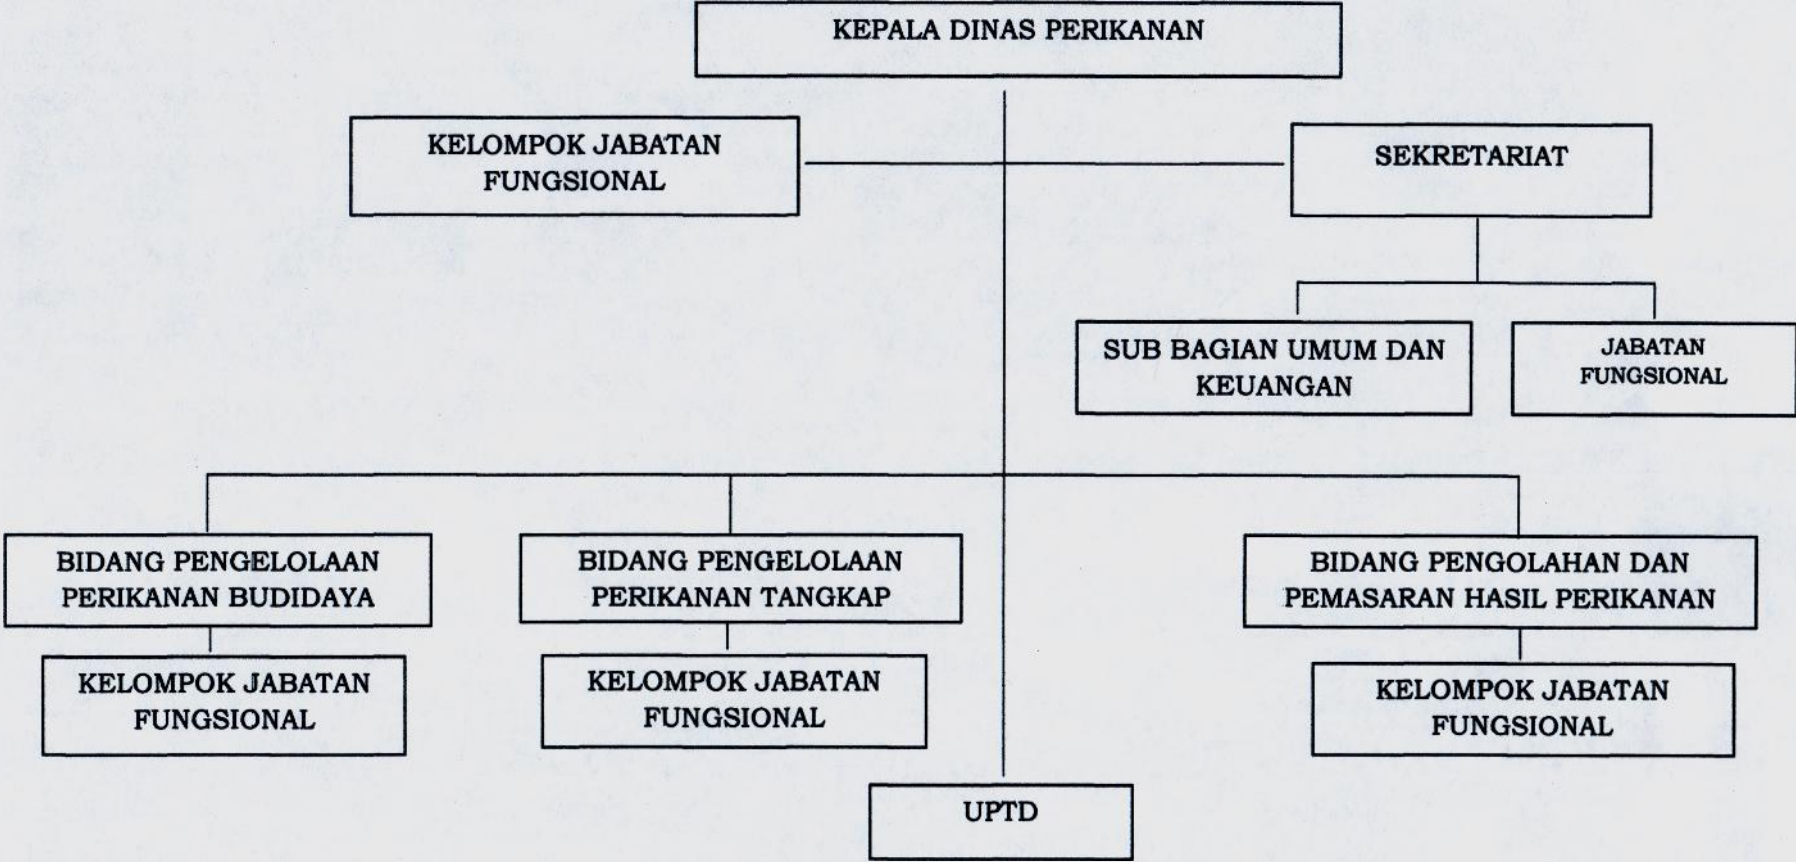 KEPALA DINAS PERIKANAN
KELOMPOK JABATAN
FUNGSIONAL
SEKRETARIAT
SUB BAGIAN UMUM DAN
KEUANGAN
JABATAN
FUNGSIONAL
BIDANG PENGELOLAAN
PERIKANAN BUDIDAYA
BIDANG PENGELOLAAN
PERIKANAN TANGKAP
BIDANG PENGOLAHAN DAN
PEMASARAN HASIL PERIKANAN
KELOMPOK JABATAN
FUNGSIONAL
KELOMPOK JABATAN
FUNGSIONAL
KELOMPOK JABATAN
FUNGSIONAL
UPTD